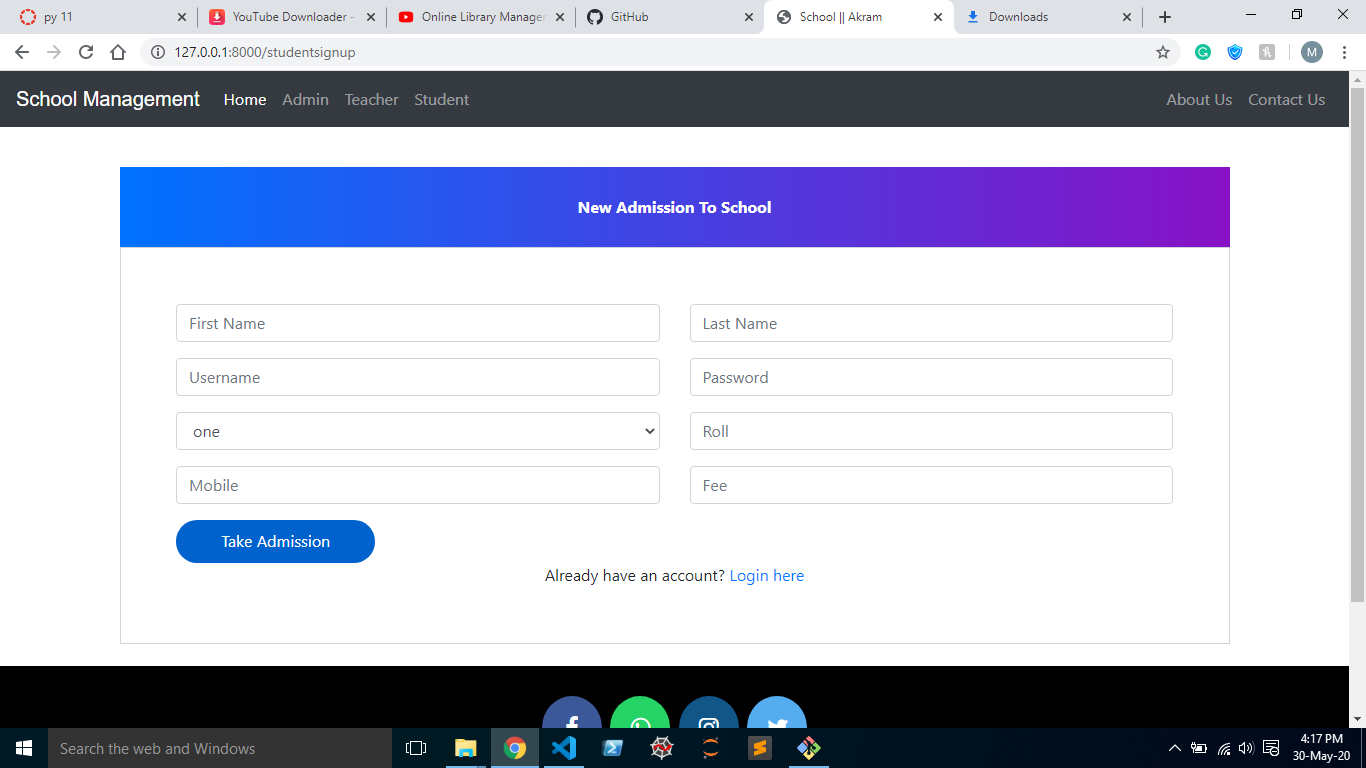 py 11
YouTube Downloader -
Online Library Manage
GitHub
School || Akram
Downloads
127.0.0.1:8000/studentsignup
M
School Management Home Admin Teacher Student About Us Contact Us
New Admission To School
First Name Last Name
Username Password
one Roll
Mobile Fee
Take Admission
Already have an account? Login here
Search the web and Windows
4:17 PM
30-May-20